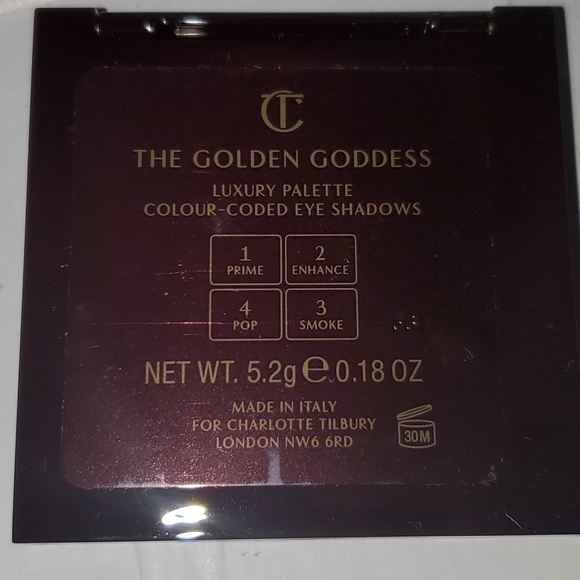 CT
THE GOLDEN GODDESS
LUXURY PALETTE
COLOUR-CODED EYE SHADOWS
1 2
PRIME ENHANCE
4 3
POP SMOKE
NET WT. 5.2g ℮ 0.18 OZ
MADE IN ITALY
FOR CHARLOTTE TILBURY
LONDON NW6 6RD
30M